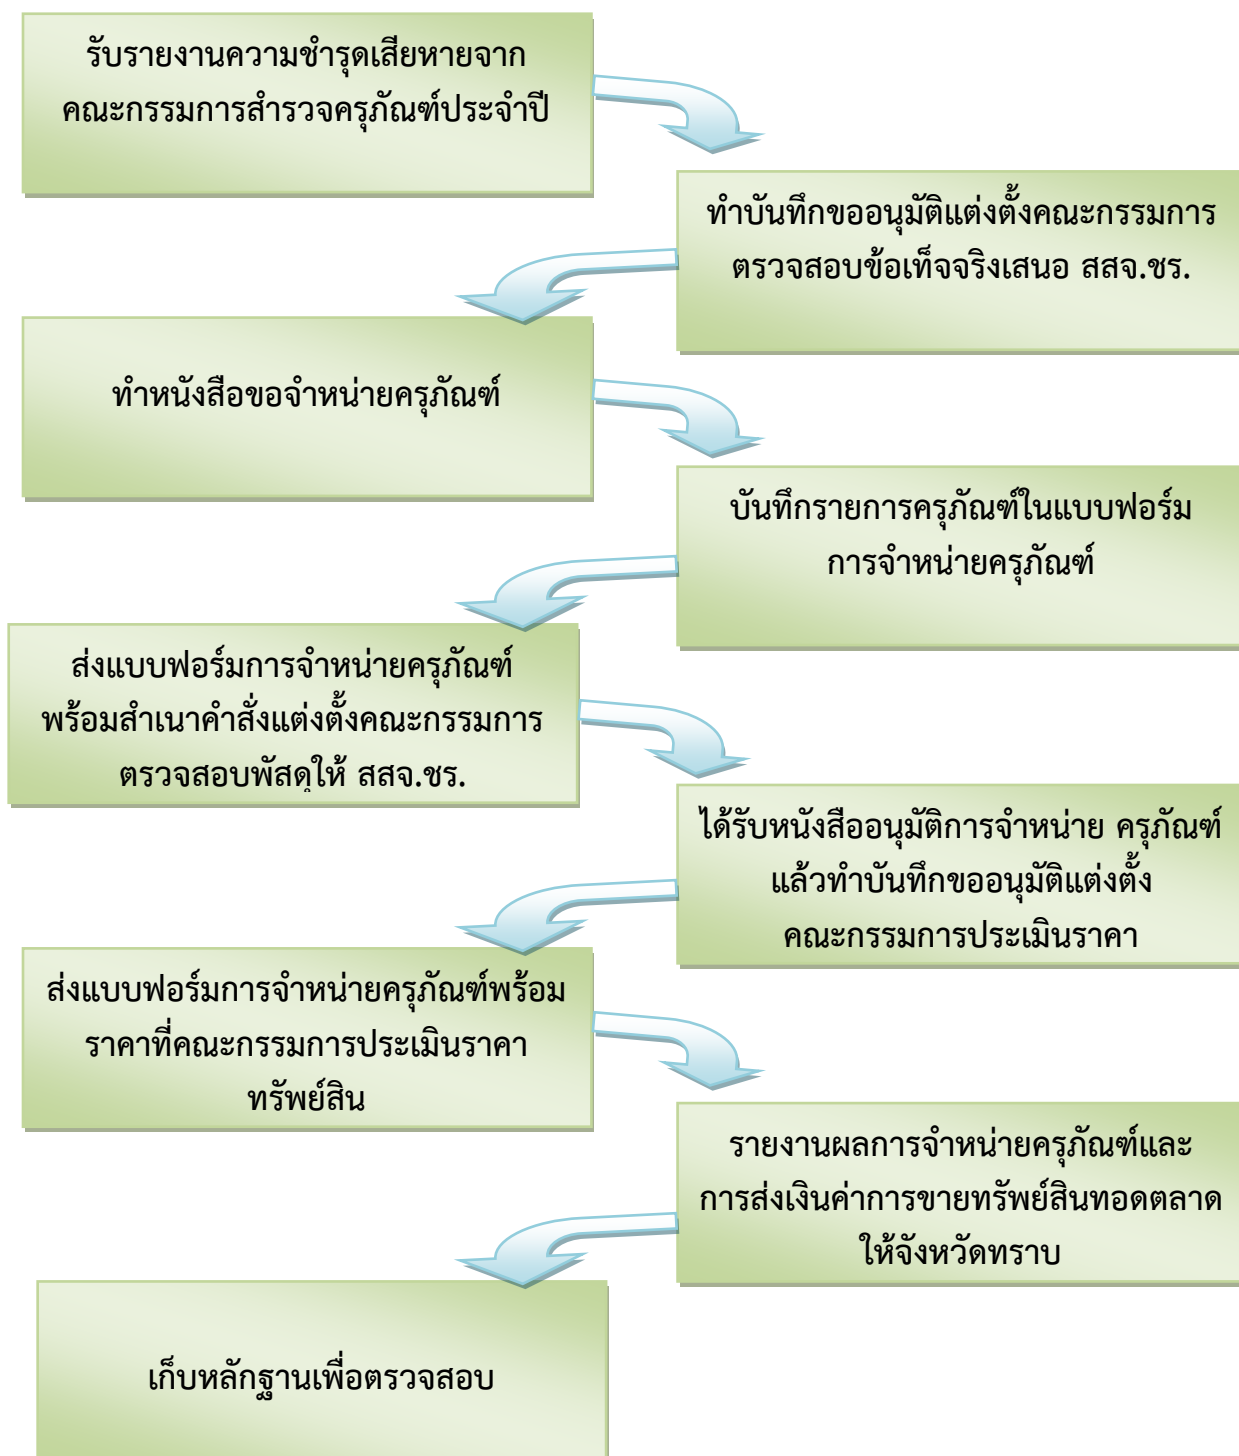 รับรายงานความชำรุดเสียหายจาก
คณะกรรมการสำรวจครุภัณฑ์ประจำปี
ทำบันทึกขออนุมัติแต่งตั้งคณะกรรมการ
ตรวจสอบข้อเท็จจริงเสนอ สสจ.ชร.
ทำหนังสือขอจำหน่ายครุภัณฑ์
บันทึกรายการครุภัณฑ์ในแบบฟอร์ม
การจำหน่ายครุภัณฑ์
ส่งแบบฟอร์มการจำหน่ายครุภัณฑ์
พร้อมสำเนาคำสั่งแต่งตั้งคณะกรรมการ
ตรวจสอบพัสดุให้ สสจ.ชร.
ได้รับหนังสืออนุมัติการจำหน่าย ครุภัณฑ์
แล้วทำบันทึกขออนุมัติแต่งตั้ง
คณะกรรมการประเมินราคา
ส่งแบบฟอร์มการจำหน่ายครุภัณฑ์พร้อม
ราคาที่คณะกรรมการประเมินราคา
ทรัพย์สิน
รายงานผลการจำหน่ายครุภัณฑ์และ
การส่งเงินค่าการขายทรัพย์สินทอดตลาด
ให้จังหวัดทราบ
เก็บหลักฐานเพื่อตรวจสอบ